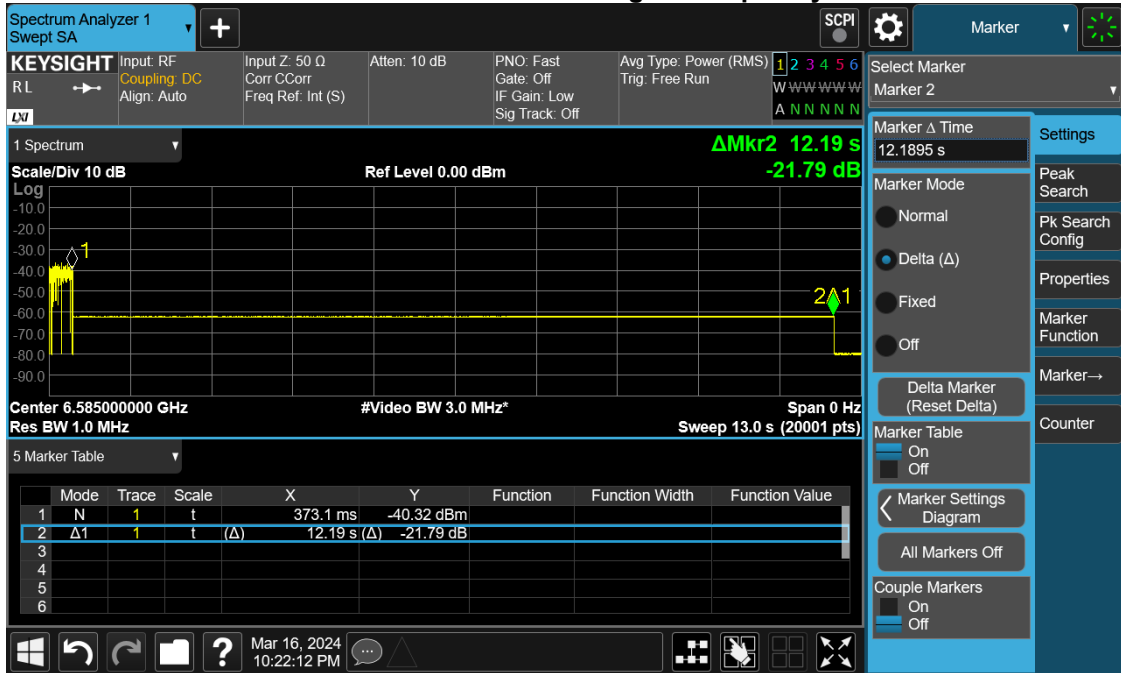 Spectrum Analyzer 1
Swept SA
+
SCPI
Marker
KEYSIGHT
RL
LXI
Input: RF
Coupling: DC
Align: Auto
Input Z: 50 Ω
Corr CCorr
Freq Ref: Int (S)
Atten: 10 dB
PNO: Fast
Gate: Off
IF Gain: Low
Sig Track: Off
Avg Type: Power (RMS)
Trig: Free Run
1 2 3 4 5 6
W W W W W W
A N N N N N
Select Marker
Marker 2
1 Spectrum
ΔMkr2 12.19 s
-21.79 dB
Scale/Div 10 dB
Ref Level 0.00 dBm
Log
-10.0
-20.0
-30.0
-40.0
-50.0
-60.0
-70.0
-80.0
-90.0
1
2Δ1
Center 6.585000000 GHz
#Video BW 3.0 MHz*
Span 0 Hz
Res BW 1.0 MHz
Sweep 13.0 s (20001 pts)
5 Marker Table
Mode Trace Scale X Y Function Function Width Function Value
1 N 1 t 373.1 ms -40.32 dBm
2 Δ1 1 t (Δ) 12.19 s (Δ) -21.79 dB
3
4
5
6
Marker Δ Time
12.1895 s
Marker Mode
Normal
Delta (Δ)
Fixed
Off
Delta Marker
(Reset Delta)
Marker Table
On
Off
Marker Settings
Diagram
All Markers Off
Couple Markers
On
Off
Settings
Peak
Search
Pk Search
Config
Properties
Marker
Function
Marker→
Counter
?
Mar 16, 2024
10:22:12 PM